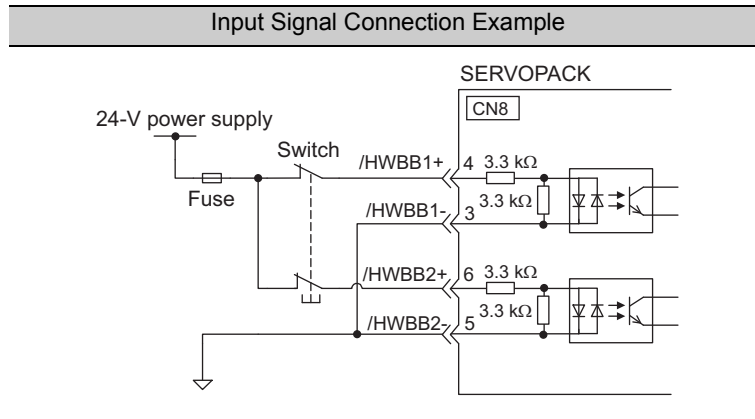 Input Signal Connection Example
SERVOPACK
CN8
24-V power supply
Switch
Fuse
/HWBB1+ 4 3.3 kΩ
3.3 kΩ
/HWBB1- 3
/HWBB2+ 6 3.3 kΩ
3.3 kΩ
/HWBB2- 5